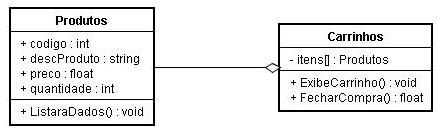 Produtos
+ codigo : int
+ descProduto : string
+ preco : float
+ quantidade : int
+ ListaraDados() : void
Carrinhos
- itens[] : Produtos
+ ExibeCarrinho() : void
+ FecharCompra() : float